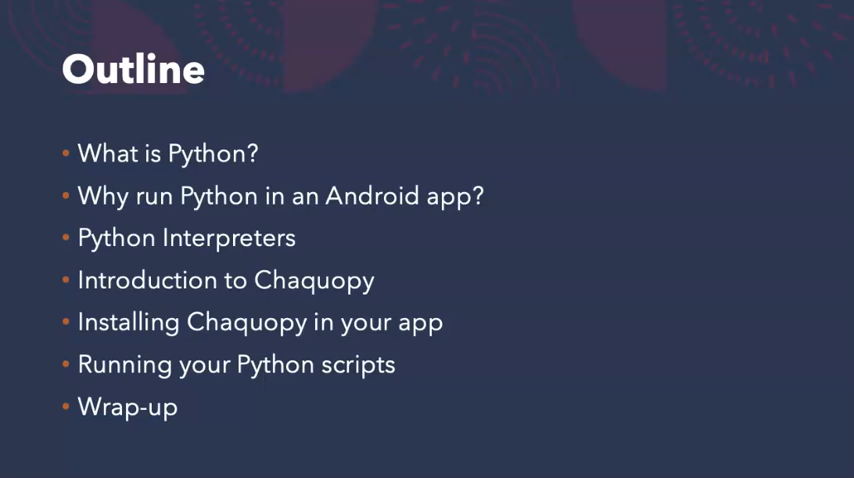 Outline
• What is Python?
• Why run Python in an Android app?
• Python Interpreters
• Introduction to Chaquopy
• Installing Chaquopy in your app
• Running your Python scripts
• Wrap-up